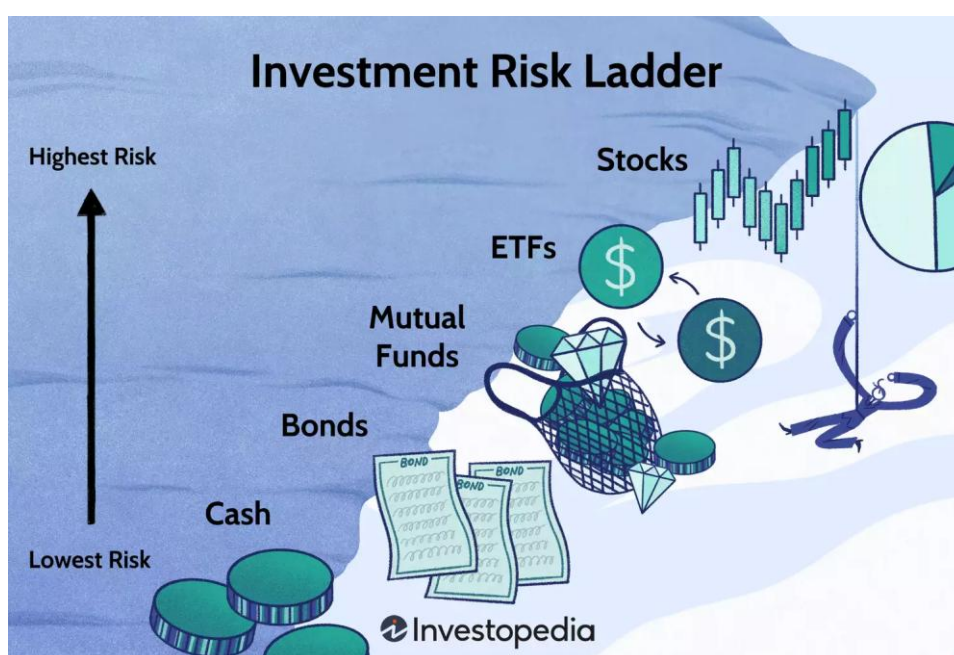 Investment Risk Ladder
Highest Risk
Stocks
ETFs
Mutual
Funds
Bonds
BOND
BOND
BOND
Cash
Lowest Risk
$
$
Investopedia